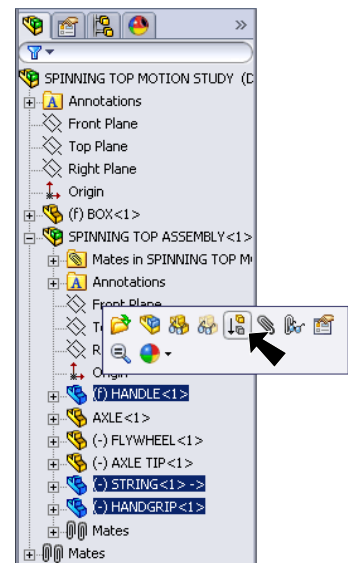 SPINNING TOP MOTION STUDY (D
Annotations
Front Plane
Top Plane
Right Plane
Origin
(f) BOX<1>
SPINNING TOP ASSEMBLY<1>
Mates in SPINNING TOP M
Annotations
Front Plane
T
R
Origin
(f) HANDLE<1>
AXLE<1>
(-) FLYWHEEL<1>
(-) AXLE TIP<1>
(-) STRING<1> ->
(-) HANDGRIP<1>
Mates
Mates